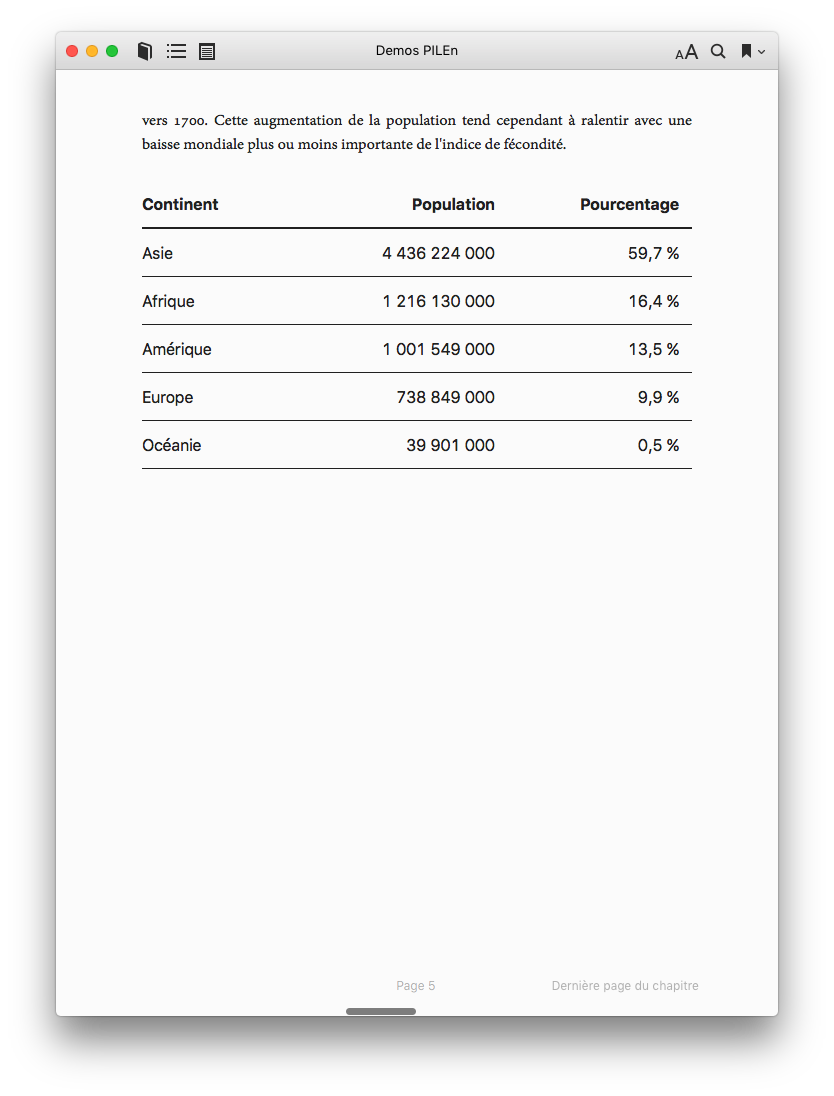 Demos PILEn
AA
vers 1700. Cette augmentation de la population tend cependant à ralentir avec une
baisse mondiale plus ou moins importante de l'indice de fécondité.
Continent Population Pourcentage
Asie 4 436 224 000 59,7 %
Afrique 1 216 130 000 16,4 %
Amérique 1 001 549 000 13,5 %
Europe 738 849 000 9,9 %
Océanie 39 901 000 0,5 %
Page 5 Dernière page du chapitre